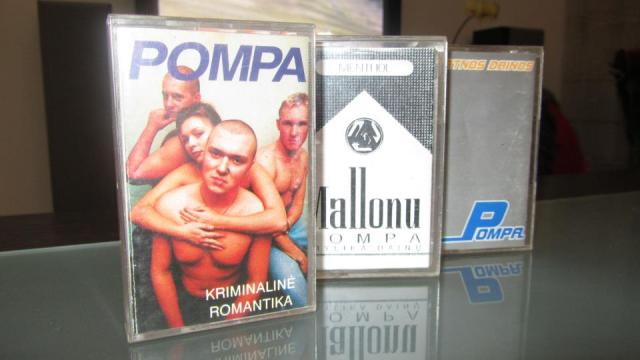 POMPA
KRIMINALINĖ
ROMANTIKA
MENTHOL
Mallonu
POMPA
POMPA